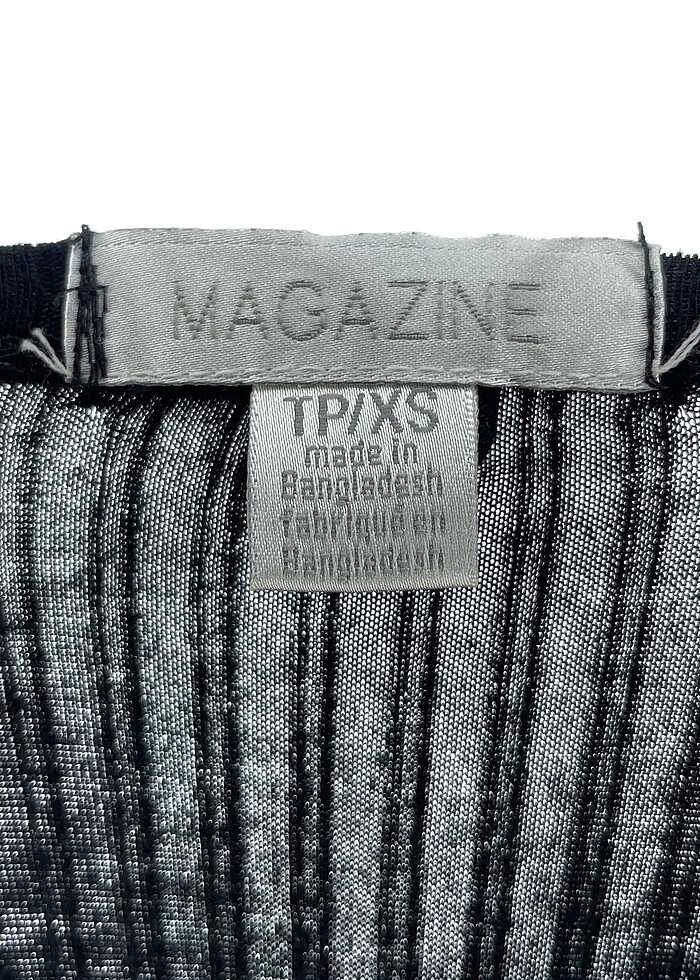 MAGAZINE
TP/XS
made in
Bangladesh
fabriqué en
Bangladesh